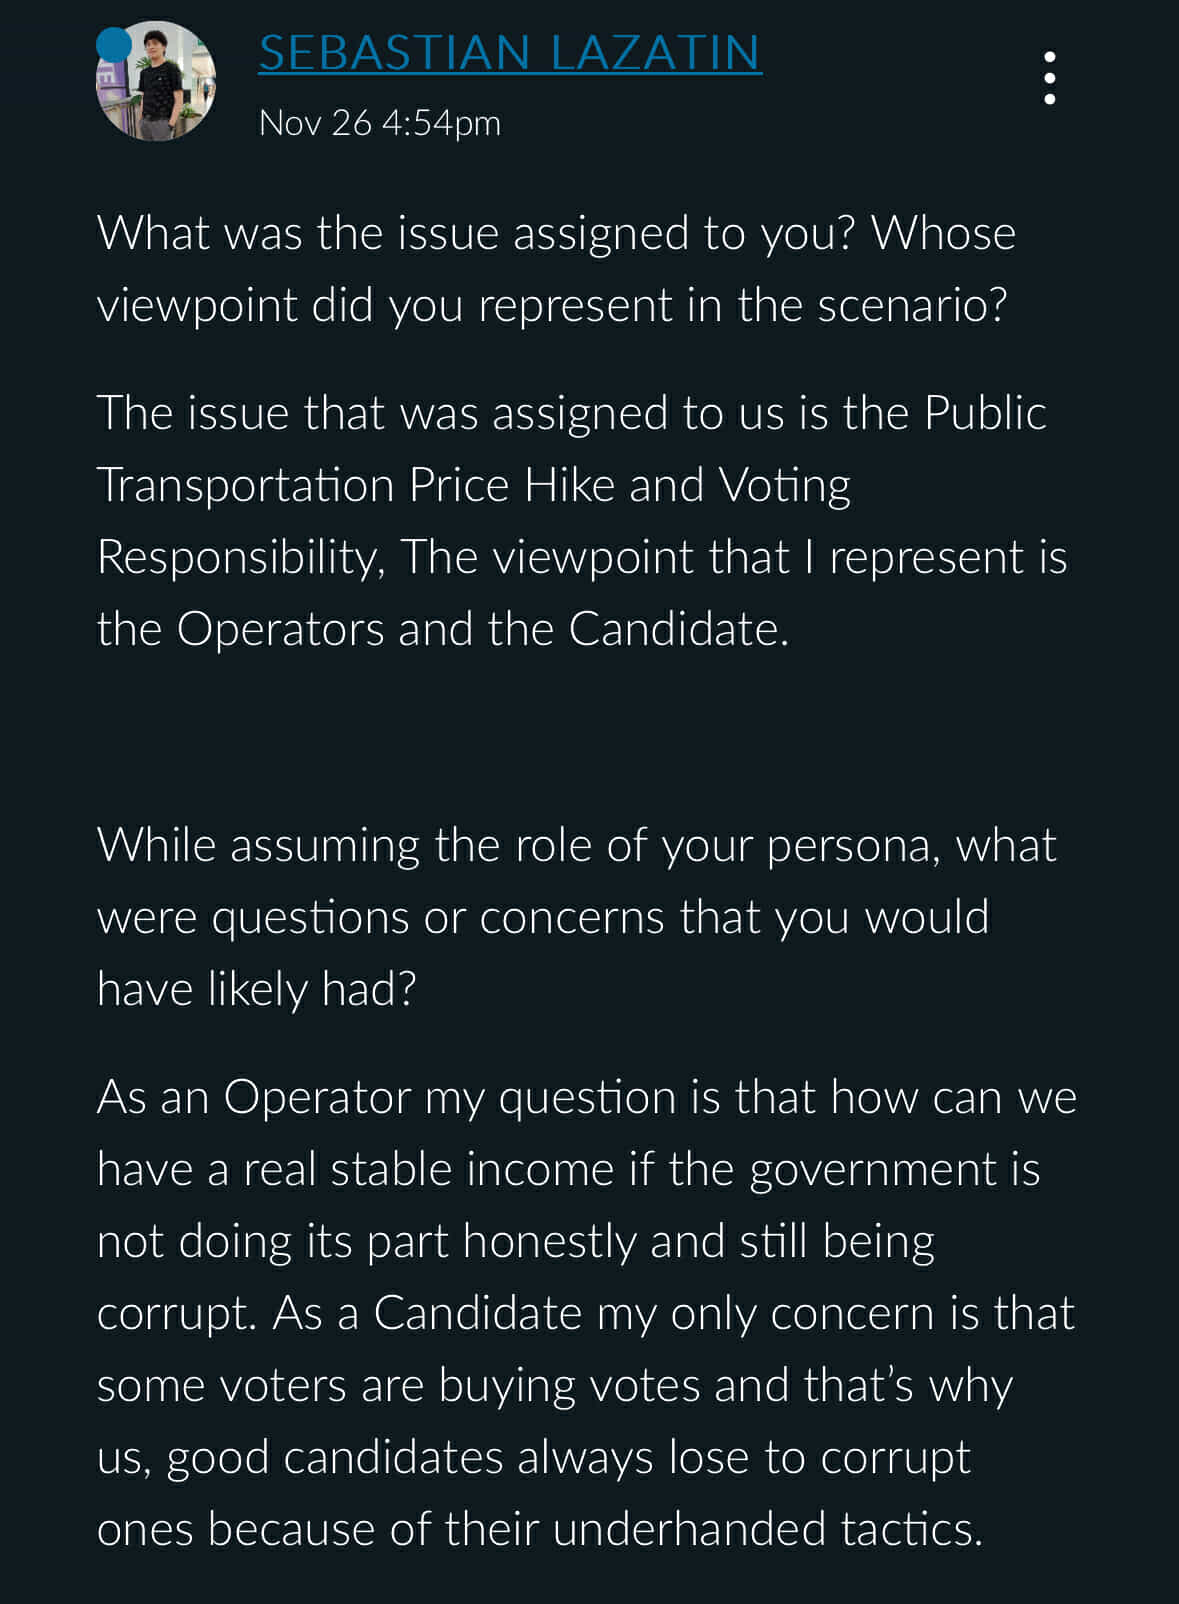 SEBASTIAN LAZATIN
Nov 26 4:54pm
What was the issue assigned to you? Whose
viewpoint did you represent in the scenario?
The issue that was assigned to us is the Public
Transportation Price Hike and Voting
Responsibility, The viewpoint that I represent is
the Operators and the Candidate.
While assuming the role of your persona, what
were questions or concerns that you would
have likely had?
As an Operator my question is that how can we
have a real stable income if the government is
not doing its part honestly and still being
corrupt. As a Candidate my only concern is that
some voters are buying votes and that’s why
us, good candidates always lose to corrupt
ones because of their underhanded tactics.